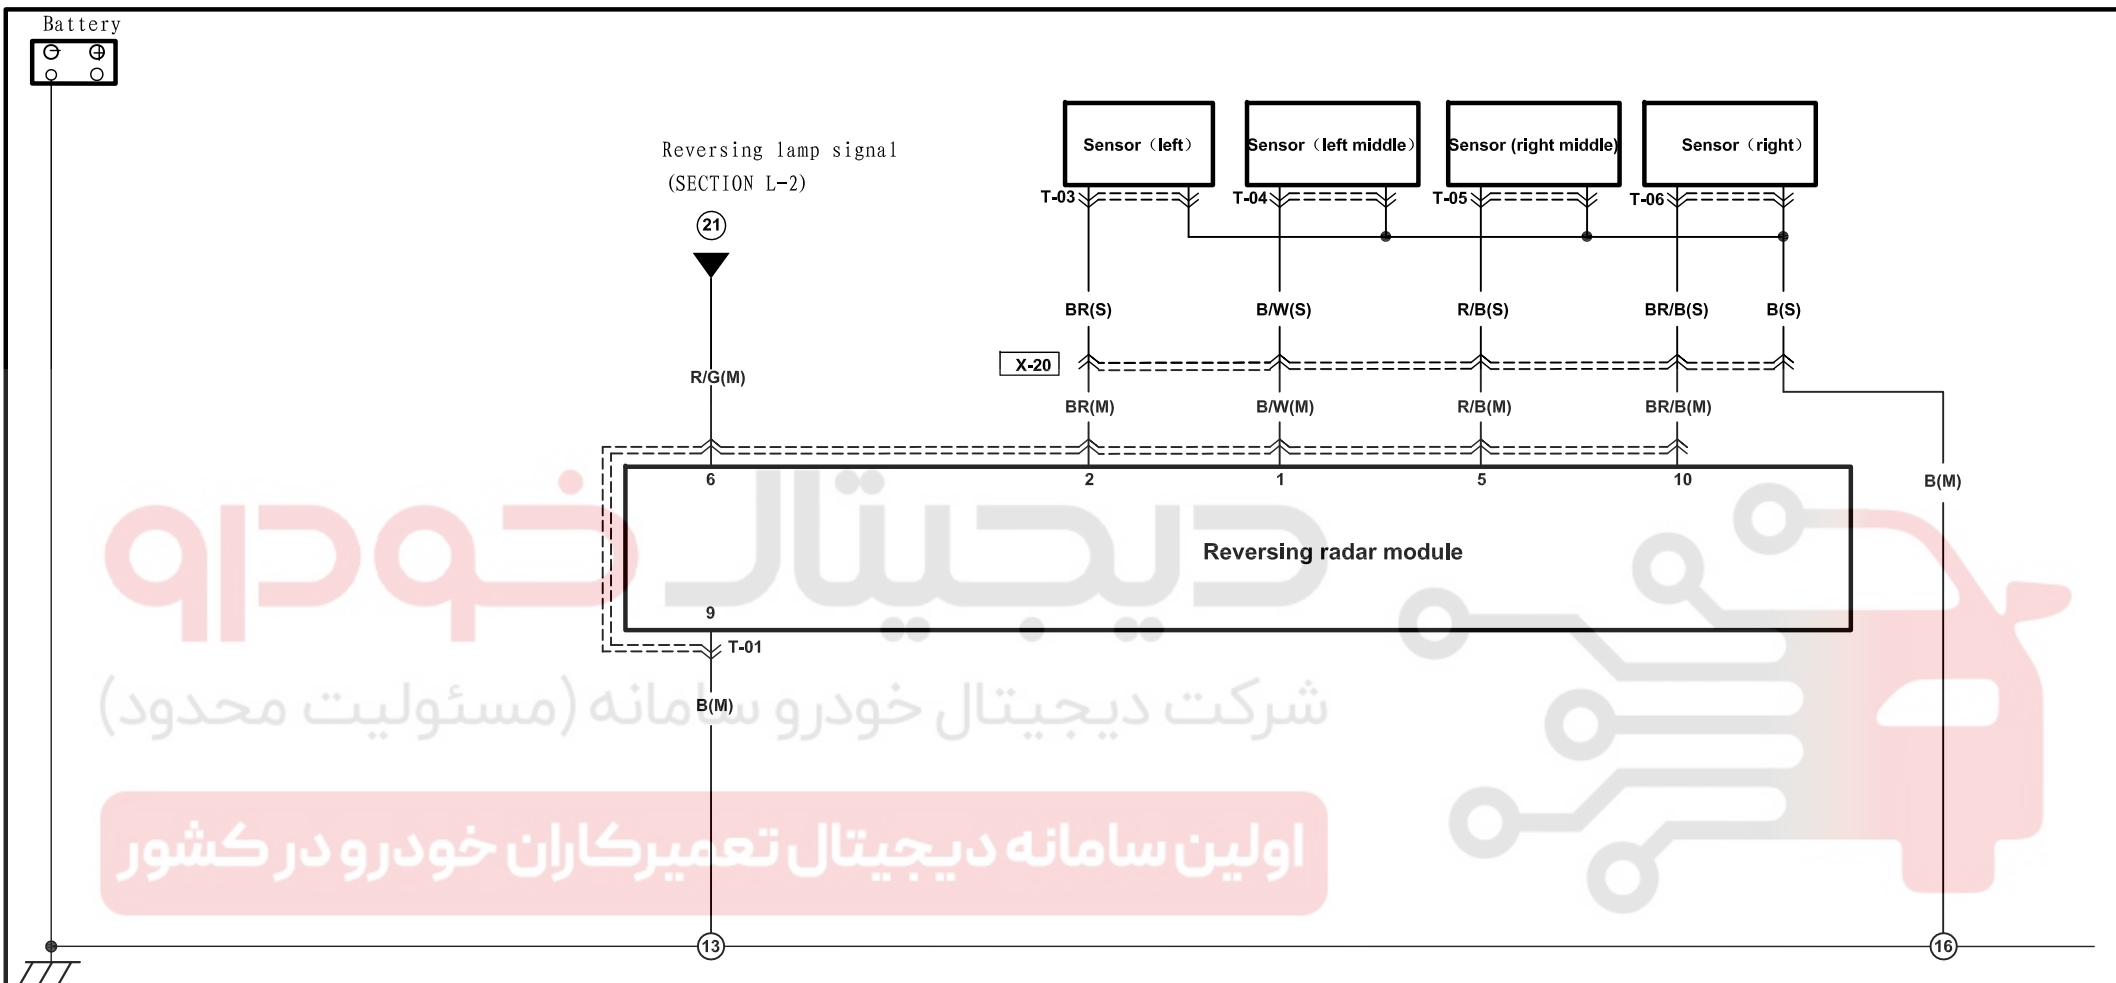 Battery
Reversing lamp signal
(SECTION L-2)
21
Sensor (left)
Sensor (left middle)
Sensor (right middle)
Sensor (right)
T-03
T-04
T-05
T-06
BR(S)
B/W(S)
R/B(S)
BR/B(S)
B(S)
X-20
R/G(M)
BR(M)
B/W(M)
R/B(M)
BR/B(M)
B(M)
6
2
1
5
10
دیجیتال خودرو
Reversing radar module
9
T-01
شرکت دیجیتال خودرو سامانه (مسئولیت محدود)
B(M)
اولین سامانه دیجیتال تعمیرکاران خودرو در کشور
13
16